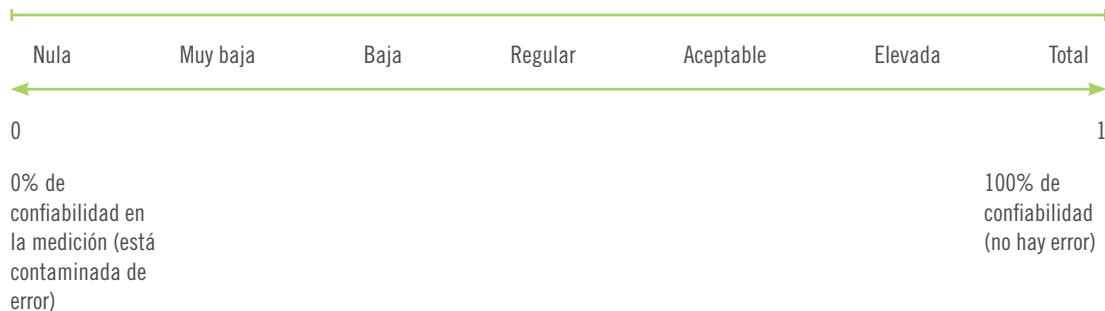 Nula Muy baja Baja Regular Aceptable Elevada Total
0 1
0% de
confiabilidad en
la medición (está
contaminada de
error)
100% de
confiabilidad
(no hay error)